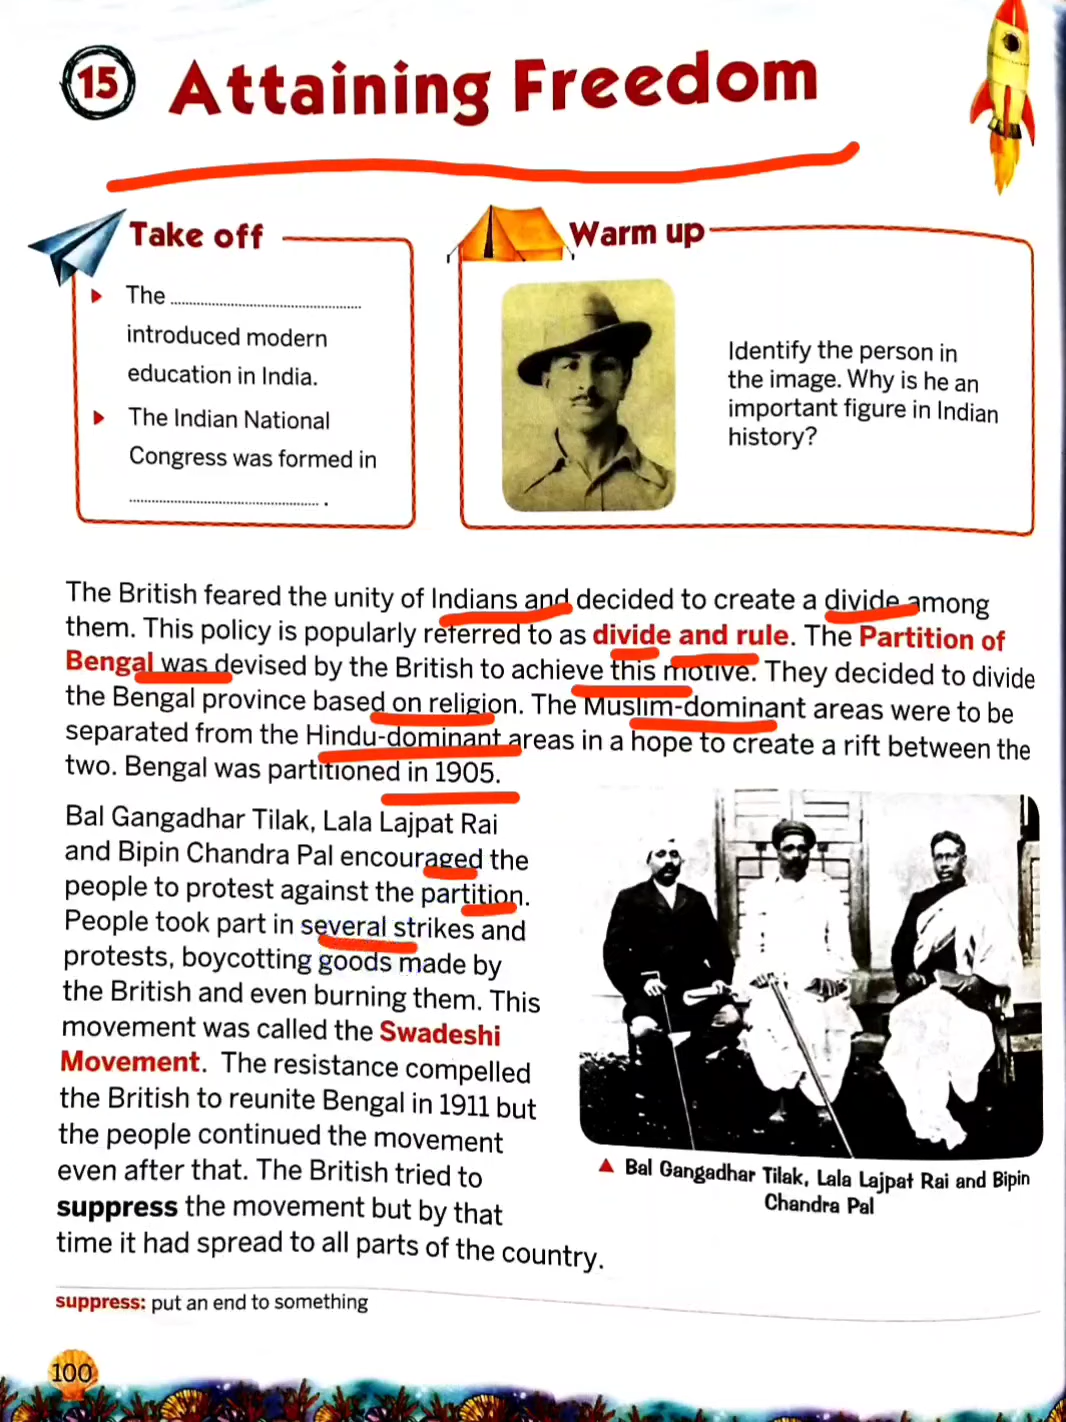 15 Attaining Freedom
Take off
The ........................................
introduced modern
education in India.
The Indian National
Congress was formed in
........................................ .
Warm up
Identify the person in
the image. Why is he an
important figure in Indian
history?
The British feared the unity of Indians and decided to create a divide among
them. This policy is popularly referred to as divide and rule. The Partition of
Bengal was devised by the British to achieve this motive. They decided to divide
the Bengal province based on religion. The Muslim-dominant areas were to be
separated from the Hindu-dominant areas in a hope to create a rift between the
two. Bengal was partitioned in 1905.
Bal Gangadhar Tilak, Lala Lajpat Rai
and Bipin Chandra Pal encouraged the
people to protest against the partition.
People took part in several strikes and
protests, boycotting goods made by
the British and even burning them. This
movement was called the Swadeshi
Movement. The resistance compelled
the British to reunite Bengal in 1911 but
the people continued the movement
even after that. The British tried to
suppress the movement but by that
time it had spread to all parts of the country.
▲ Bal Gangadhar Tilak, Lala Lajpat Rai and Bipin
Chandra Pal
suppress: put an end to something
100